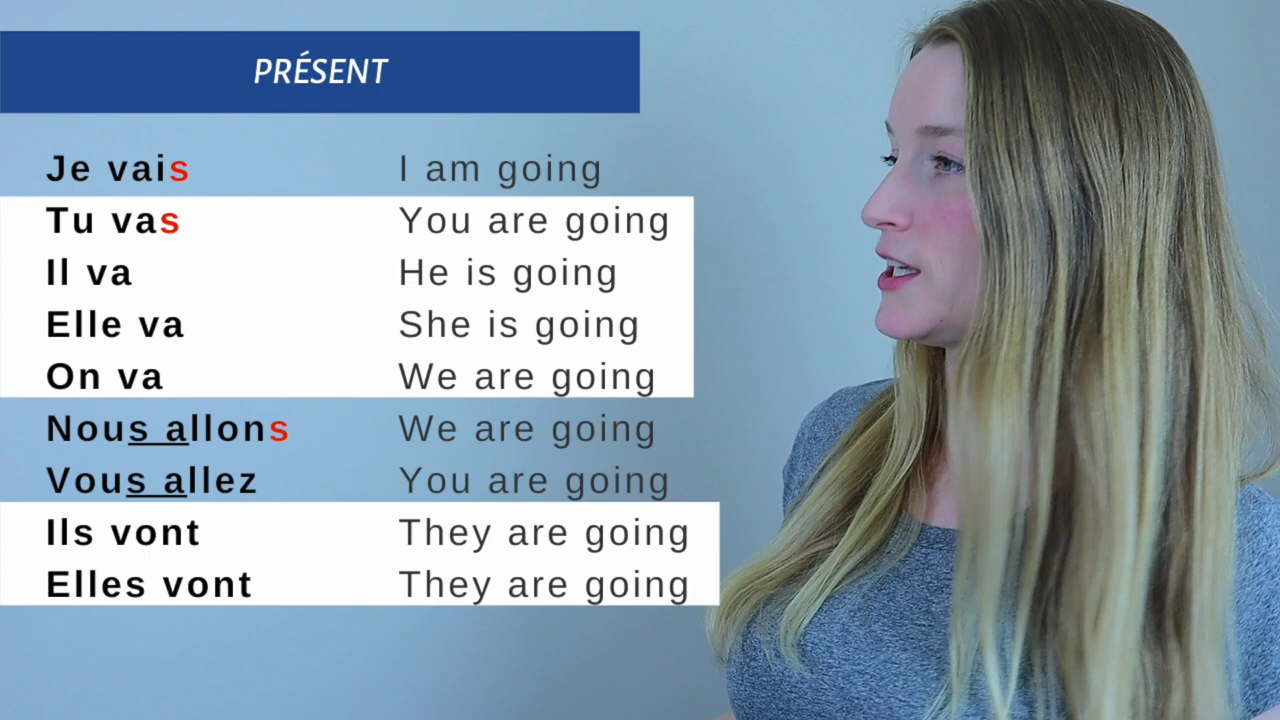 PRÉSENT
Je vais I am going
Tu vas You are going
Il va He is going
Elle va She is going
On va We are going
Nous allons We are going
Vous allez You are going
Ils vont They are going
Elles vont They are going